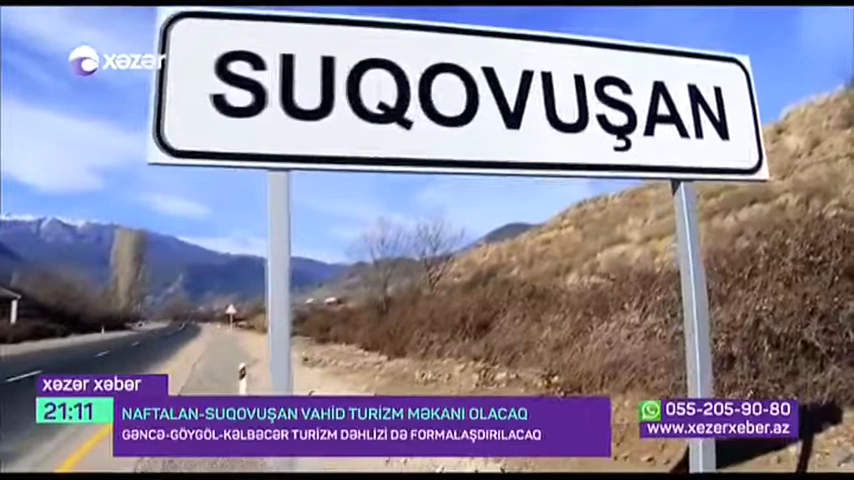 xəzər
SUQOVUŞAN
xəzər xəbər
21:11
NAFTALAN-SUQOVUŞAN VAHİD TURİZM MƏKANI OLACAQ
GƏNCƏ-GÖYGÖL-KƏLBƏCƏR TURİZM DƏHLİZİ DƏ FORMALAŞDIRILACAQ
055-205-90-80
www.xezerxeber.az